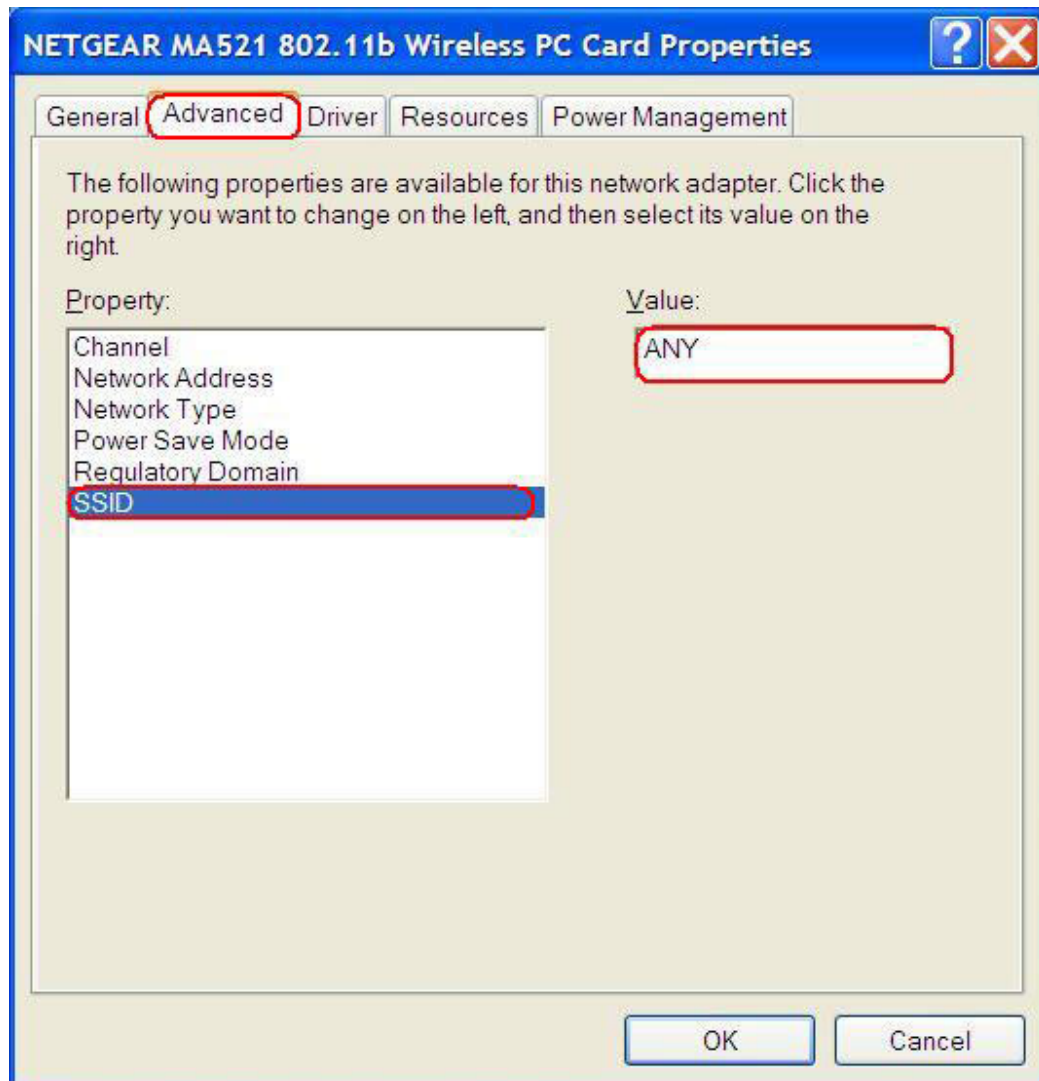 NETGEAR MA521 802.11b Wireless PC Card Properties
General Advanced Driver Resources Power Management
The following properties are available for this network adapter. Click the
property you want to change on the left, and then select its value on the
right.
Property: Value:
Channel ANY
Network Address
Network Type
Power Save Mode
Regulatory Domain
SSID
OK Cancel